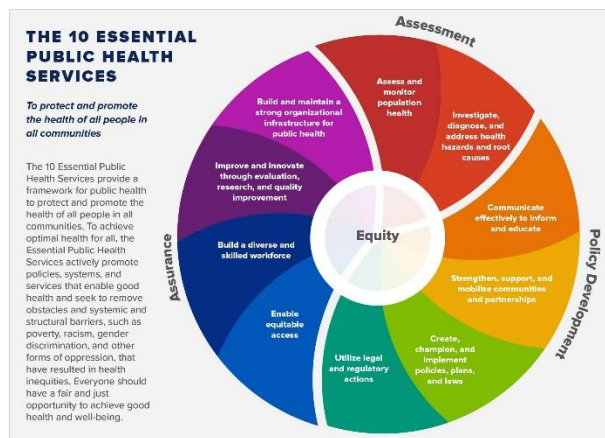 THE 10 ESSENTIAL
PUBLIC HEALTH
SERVICES
To protect and promote
the health of all people in
all communities
The 10 Essential Public
Health Services provide a
framework for public health
to protect and promote the
health of all people in all
communities. To achieve
optimal health for all, the
Essential Public Health
Services actively promote
policies, systems, and
services that enable good
health and seek to remove
obstacles and systemic and
structural barriers, such as
poverty, racism, gender
discrimination, and other
forms of oppression, that
have resulted in health
inequities. Everyone should
have a fair and just
opportunity to achieve good
health and well-being.
Assessment
Assess and
monitor
population
health
Investigate,
diagnose, and
address health
hazards and root
causes
Policy Development
Communicate
effectively to inform
and educate
Strengthen, support, and
mobilize communities
and partnerships
Create,
champion, and
implement
policies, plans,
and laws
Utilize legal
and regulatory
actions
Assurance
Enable
equitable
access
Build a diverse and
skilled workforce
Improve and innovate
through evaluation,
research, and quality
improvement
Build and maintain a
strong organizational
infrastructure for
public health
Equity